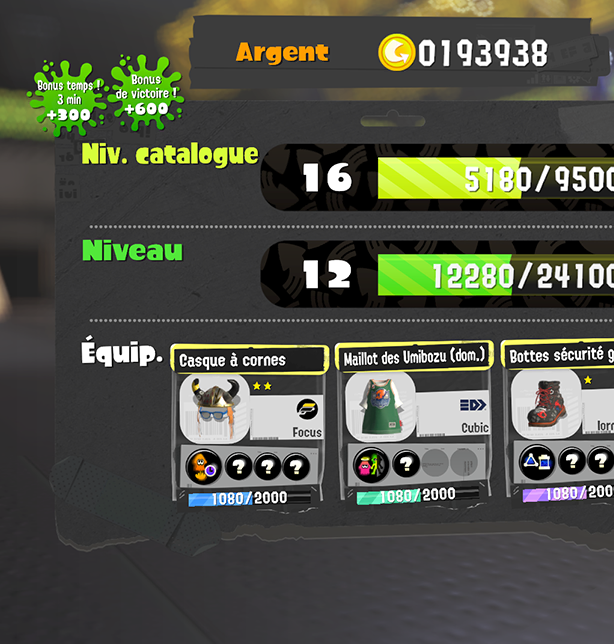 Argent 0193938
Bonus temps !
3 min
+300
Bonus
de victoire !
+600
Niv. catalogue 16 5180/9500
Niveau 12 12280/24100
Équip.
Casque à cornes
Focus
? ? ?
1080/2000
Maillot des Umibozu (dom.)
Cubic
?
1080/2000
Bottes sécurité
? ?
1080/200